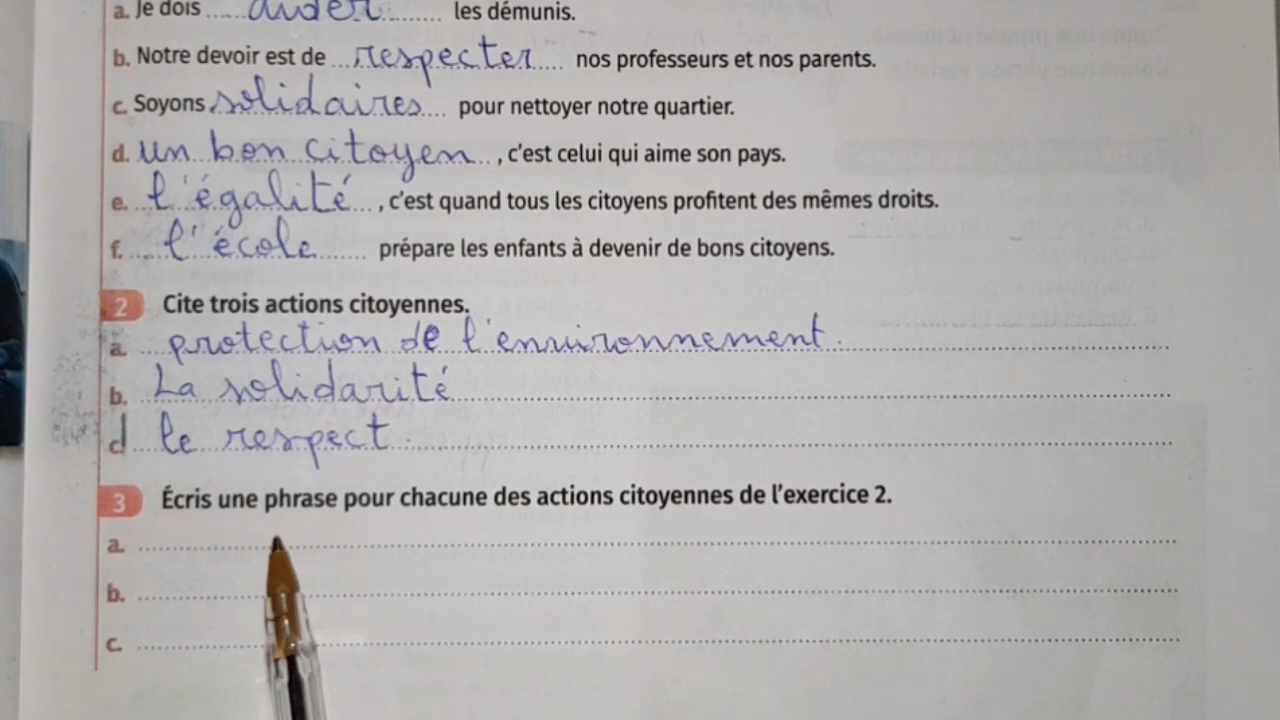 a. Je dois aider les démunis.
b. Notre devoir est de respecter nos professeurs et nos parents.
c. Soyons solidaires pour nettoyer notre quartier.
d. un bon citoyen, c'est celui qui aime son pays.
e. l'égalité, c'est quand tous les citoyens profitent des mêmes droits.
f. l'école prépare les enfants à devenir de bons citoyens.
2 Cite trois actions citoyennes.
a. protection de l'environnement.
b. La solidarité
d le respect.
3 Écris une phrase pour chacune des actions citoyennes de l'exercice 2.
a.
b.
c.